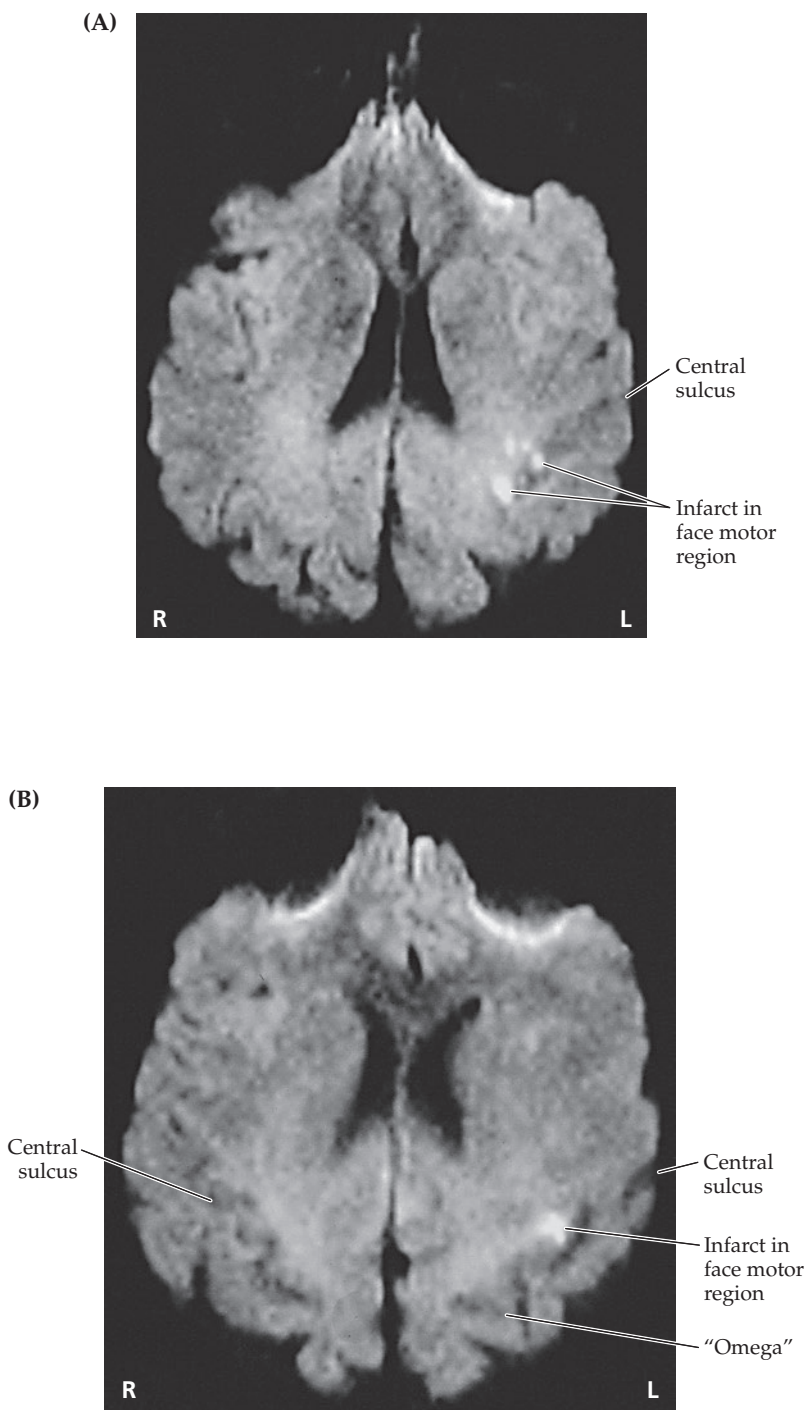 (A)
Central
sulcus
Infarct in
face motor
region
R
L
(B)
Central
sulcus
Central
sulcus
Infarct in
face motor
region
“Omega”
R
L